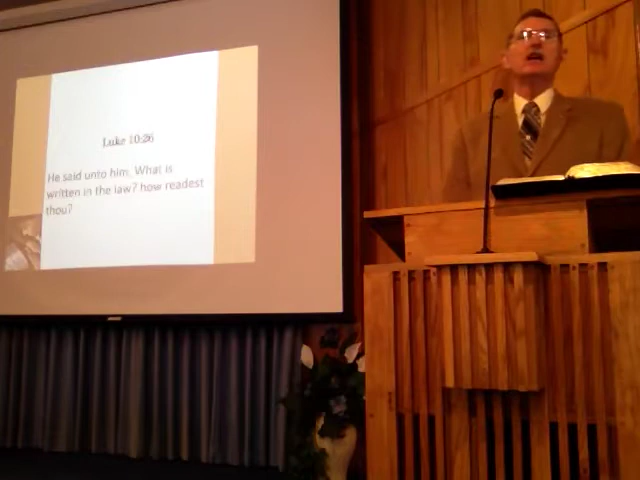 Luke 10:26
He said unto him, What is
written in the law? how readest
thou?